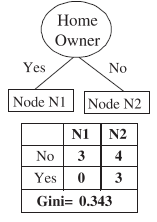 Home
Owner
Yes No
Node N1 Node N2
N1 N2
No 3 4
Yes 0 3
Gini= 0.343